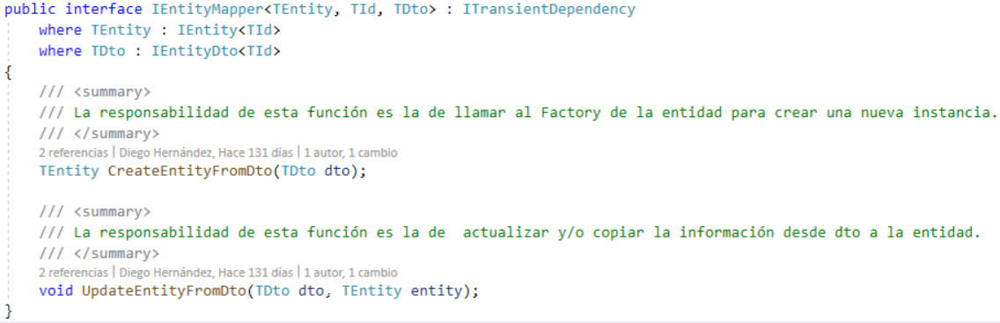 public interface IEntityMapper<TEntity, TId, TDto> : ITransientDependency
    where TEntity : IEntity<TId>
    where TDto : IEntityDto<TId>
{
    /// <summary>
    /// La responsabilidad de esta función es la de llamar al Factory de la entidad para crear una nueva instancia.
    /// </summary>
    2 referencias | Diego Hernández, Hace 131 días | 1 autor, 1 cambio
    TEntity CreateEntityFromDto(TDto dto);

    /// <summary>
    /// La responsabilidad de esta función es la de  actualizar y/o copiar la información desde dto a la entidad.
    /// </summary>
    2 referencias | Diego Hernández, Hace 131 días | 1 autor, 1 cambio
    void UpdateEntityFromDto(TDto dto, TEntity entity);
}